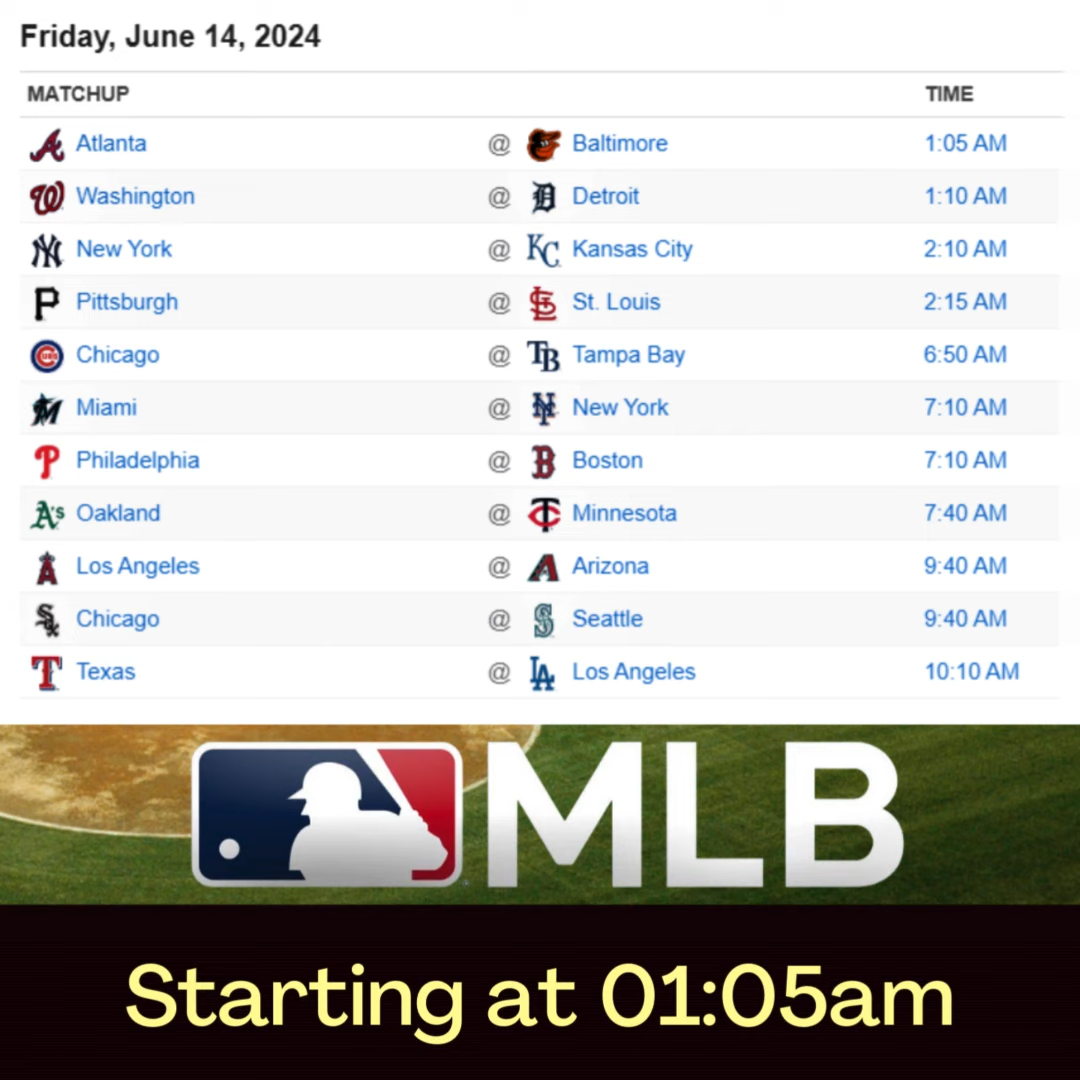 Friday, June 14, 2024
MATCHUP TIME
Atlanta @ Baltimore 1:05 AM
Washington @ Detroit 1:10 AM
New York @ Kansas City 2:10 AM
Pittsburgh @ St. Louis 2:15 AM
Chicago @ Tampa Bay 6:50 AM
Miami @ New York 7:10 AM
Philadelphia @ Boston 7:10 AM
Oakland @ Minnesota 7:40 AM
Los Angeles @ Arizona 9:40 AM
Chicago @ Seattle 9:40 AM
Texas @ Los Angeles 10:10 AM
MLB
Starting at 01:05am